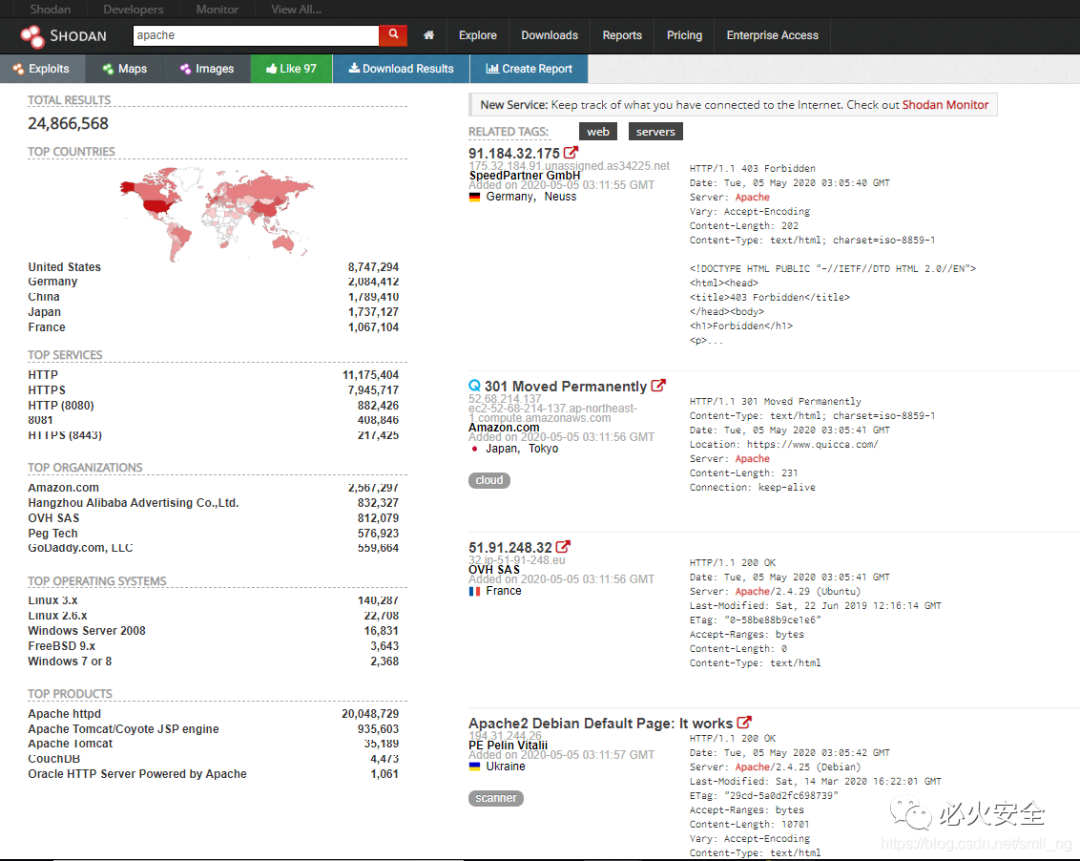 Shodan Developers Monitor View All...
SHODAN apache Explore Downloads Reports Pricing Enterprise Access
Exploits Maps Images Like 97 Download Results Create Report
TOTAL RESULTS
24,866,568
TOP COUNTRIES
United States 8,747,294
Germany 2,084,412
China 1,789,410
Japan 1,737,127
France 1,067,104
TOP SERVICES
HTTP 11,175,404
HTTPS 7,945,717
HTTP (8080) 882,426
8081 408,846
HTTPS (8443) 217,425
TOP ORGANIZATIONS
Amazon.com 2,567,297
Hangzhou Alibaba Advertising Co.,Ltd. 832,327
OVH SAS 812,079
Peg Tech 576,923
GoDaddy.com, LLC 559,664
TOP OPERATING SYSTEMS
Linux 3.x 140,287
Linux 2.6.x 22,708
Windows Server 2008 16,831
FreeBSD 9.x 3,643
Windows 7 or 8 2,368
TOP PRODUCTS
Apache httpd 20,048,729
Apache Tomcat/Coyote JSP engine 935,603
Apache Tomcat 35,189
CouchDB 4,473
Oracle HTTP Server Powered by Apache 1,061
New Service: Keep track of what you have connected to the Internet. Check out Shodan Monitor
RELATED TAGS: web servers
91.184.32.175
175.32.184.91.unassigned.as34225.net
SpeedPartner GmbH
Added on 2020-05-05 03:11:55 GMT
Germany, Neuss
HTTP/1.1 403 Forbidden
Date: Tue, 05 May 2020 03:05:40 GMT
Server: Apache
Vary: Accept-Encoding
Content-Length: 202
Content-Type: text/html; charset=iso-8859-1
<!DOCTYPE HTML PUBLIC "-//IETF//DTD HTML 2.0//EN">
<html><head>
<title>403 Forbidden</title>
</head><body>
<h1>Forbidden</h1>
<p>...
301 Moved Permanently
52.68.214.137
ec2-52-68-214-137.ap-northeast-
1.compute.amazonaws.com
Amazon.com
Added on 2020-05-05 03:11:56 GMT
Japan, Tokyo
cloud
HTTP/1.1 301 Moved Permanently
Content-Type: text/html; charset=iso-8859-1
Date: Tue, 05 May 2020 03:05:41 GMT
Location: https://www.quicca.com/
Server: Apache
Content-Length: 231
Connection: keep-alive
51.91.248.32
32.ip-51-91-248.eu
OVH SAS
Added on 2020-05-05 03:11:56 GMT
France
HTTP/1.1 200 OK
Date: Tue, 05 May 2020 03:05:41 GMT
Server: Apache/2.4.29 (Ubuntu)
Last-Modified: Sat, 22 Jun 2019 12:16:14 GMT
ETag: "0-58be88b9ce1e6"
Accept-Ranges: bytes
Content-Length: 0
Content-Type: text/html
Apache2 Debian Default Page: It works
194.31.244.26
PE Pelin Vitalii
Added on 2020-05-05 03:11:57 GMT
Ukraine
scanner
HTTP/1.1 200 OK
Date: Tue, 05 May 2020 03:05:42 GMT
Server: Apache/2.4.25 (Debian)
Last-Modified: Sat, 14 Mar 2020 16:22:01 GMT
ETag: "29cd-5a0d2fc698739"
Accept-Ranges: bytes
Content-Length: 10701
Vary: Accept-Encoding
Content-Type: text/html
必火安全
https://blog.csdn.net/smli_ng